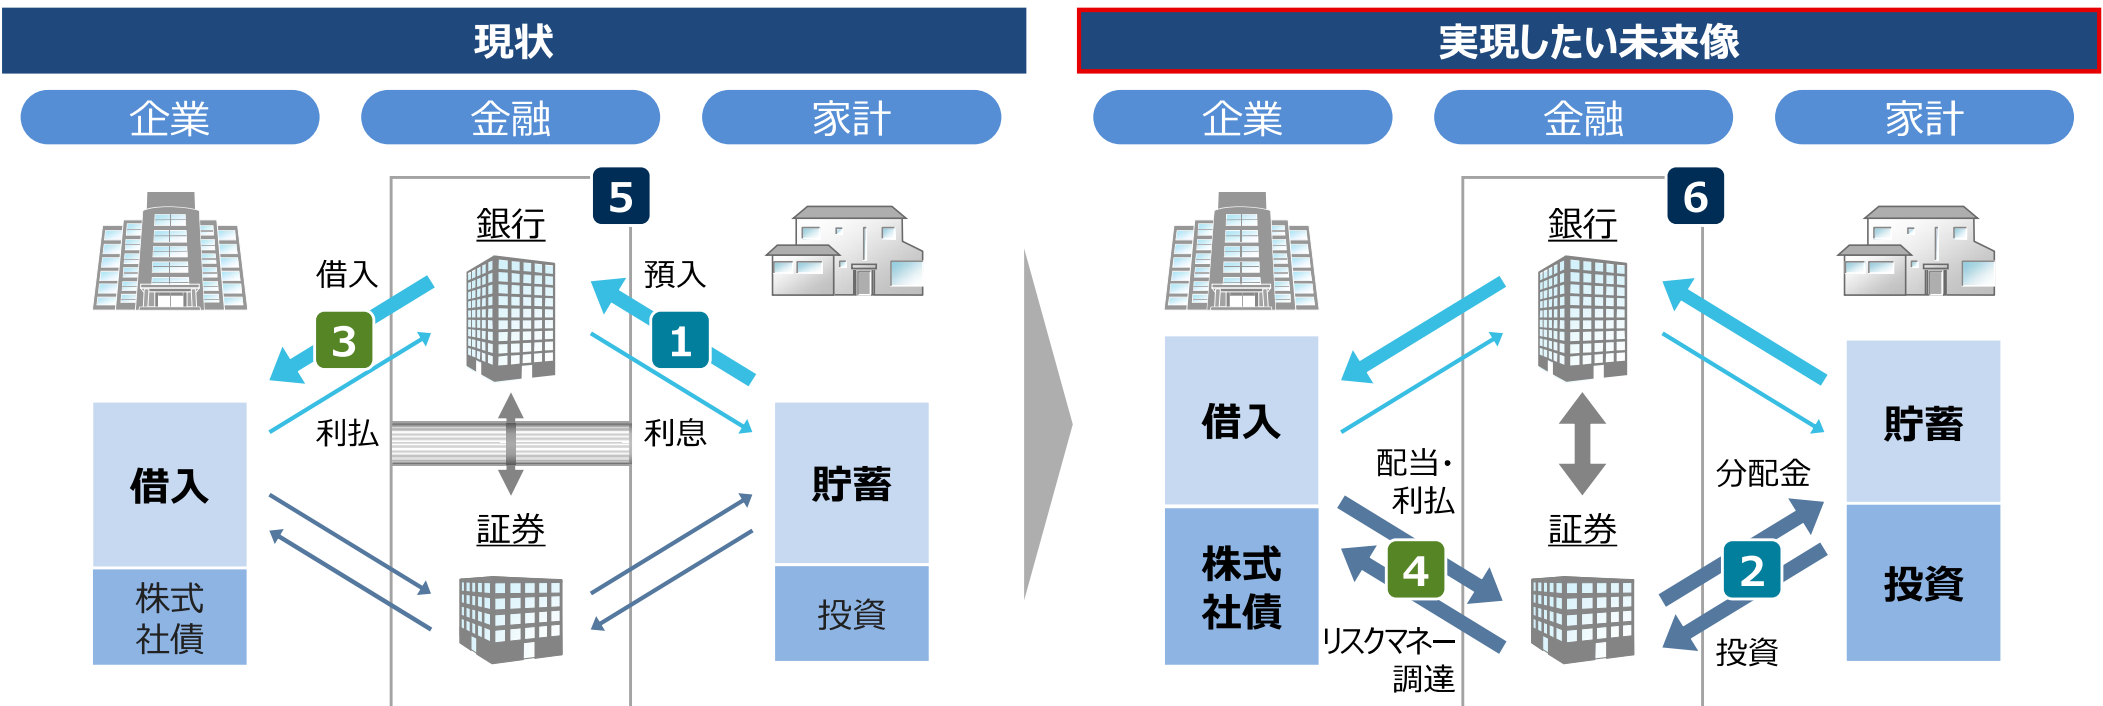 現状
企業
金融
家計
5
銀行
借入
預入
3
1
利払
利息
借入
貯蓄
証券
株式
社債
投資
実現したい未来像
企業
金融
家計
6
銀行
借入
貯蓄
配当・
利払
分配金
株式
社債
証券
4
2
投資
リスクマネー
調達
投資